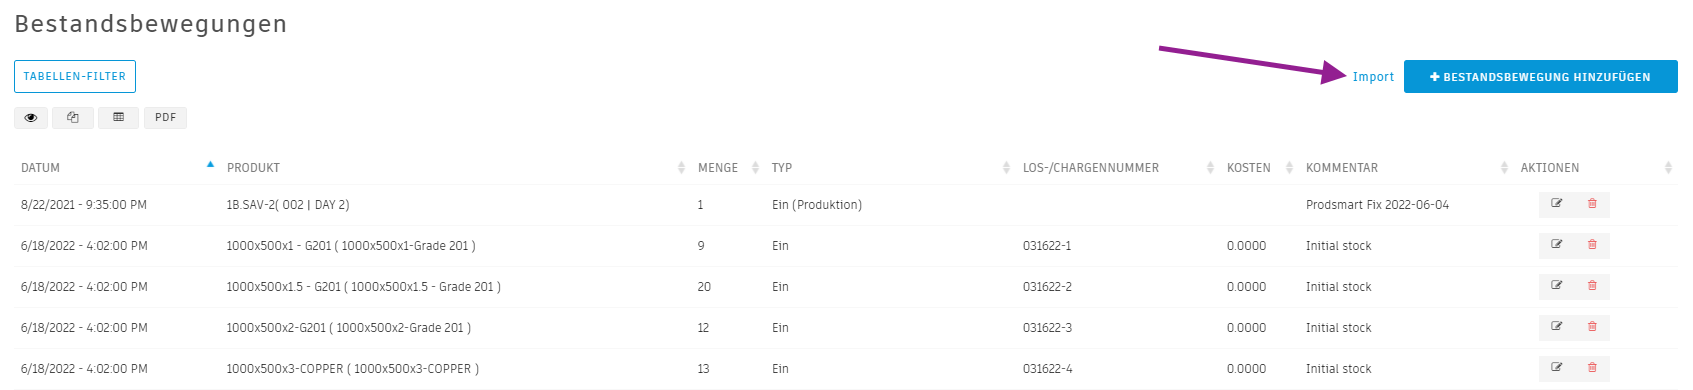 Bestandsbewegungen
TABELLEN-FILTER
Import
BESTANDSBEWEGUNG HINZUFÜGEN
PDF
DATUM PRODUKT MENGE TYP LOS-/CHARGENNUMMER KOSTEN KOMMENTAR AKTIONEN
8/22/2021 - 9:35:00 PM 1B.SAV-2( 002 | DAY 2) 1 Ein (Produktion) Prodsmart Fix 2022-06-04
6/18/2022 - 4:02:00 PM 1000x500x1 - G201 ( 1000x500x1-Grade 201 ) 9 Ein 031622-1 0.0000 Initial stock
6/18/2022 - 4:02:00 PM 1000x500x1.5 - G201 ( 1000x500x1.5 - Grade 201 ) 20 Ein 031622-2 0.0000 Initial stock
6/18/2022 - 4:02:00 PM 1000x500x2-G201 ( 1000x500x2-Grade 201 ) 12 Ein 031622-3 0.0000 Initial stock
6/18/2022 - 4:02:00 PM 1000x500x3-COPPER ( 1000x500x3-COPPER ) 13 Ein 031622-4 0.0000 Initial stock